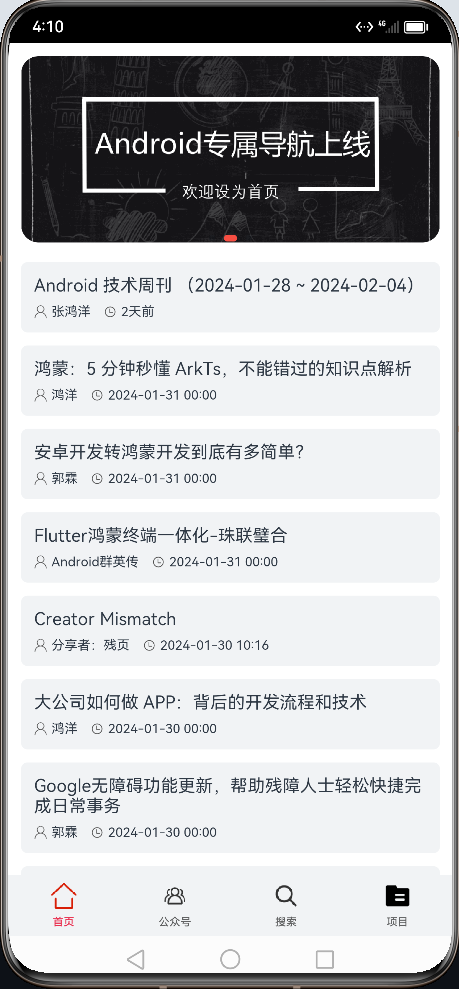 4:10
4G
Android专属导航上线
欢迎设为首页
Android 技术周刊 （2024-01-28 ~ 2024-02-04）
张鸿洋 2天前
鸿蒙：5 分钟秒懂 ArkTs，不能错过的知识点解析
鸿洋 2024-01-31 00:00
安卓开发转鸿蒙开发到底有多简单？
郭霖 2024-01-31 00:00
Flutter鸿蒙终端一体化-珠联璧合
Android群英传 2024-01-31 00:00
Creator Mismatch
分享者：残页 2024-01-30 10:16
大公司如何做 APP：背后的开发流程和技术
鸿洋 2024-01-30 00:00
Google无障碍功能更新，帮助残障人士轻松快捷完
成日常事务
郭霖 2024-01-30 00:00
首页 公众号 搜索 项目